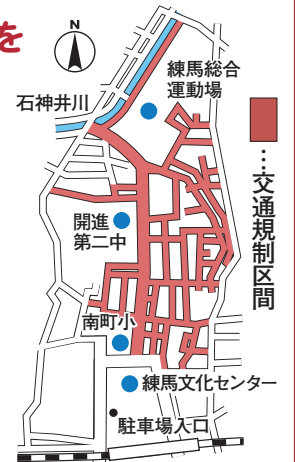 を
N
練馬総合
運動場
石神井川
…交通規制区間
開進
第二中
南町小
練馬文化センター
駐車場入口